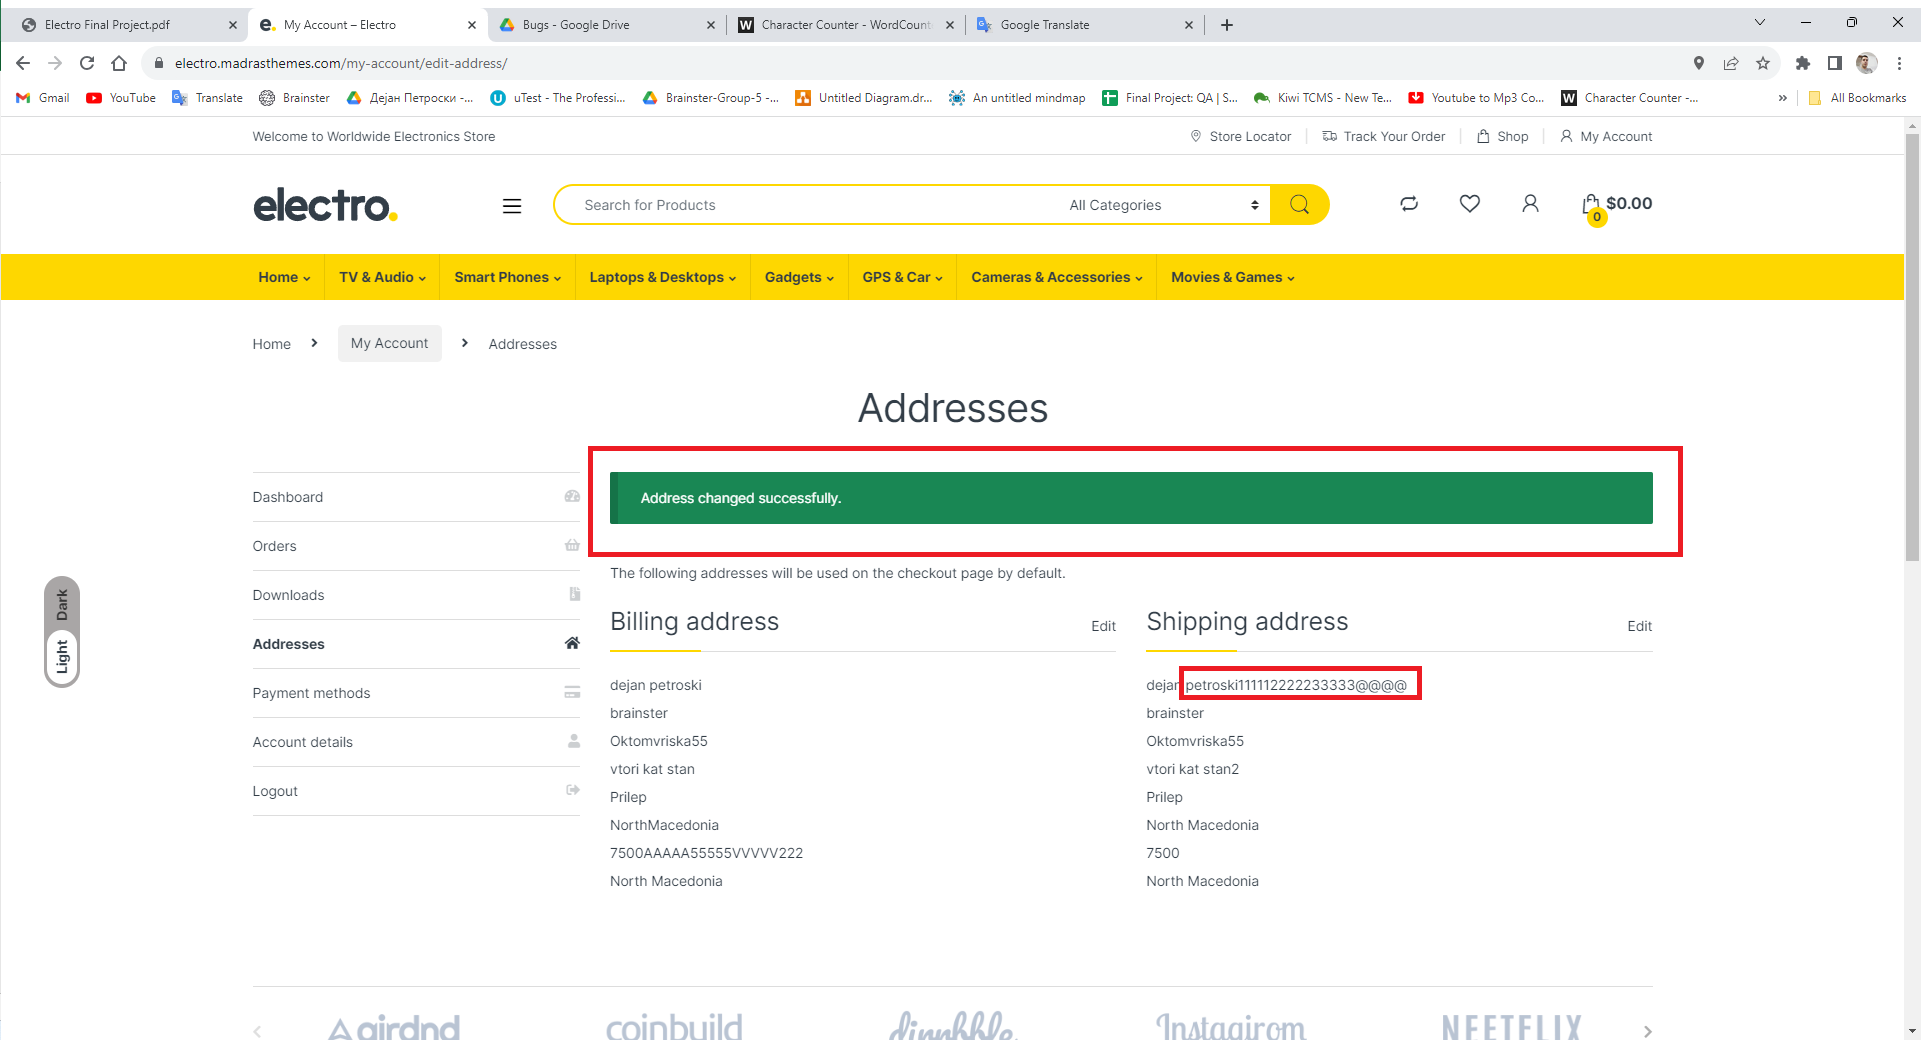 Electro Final Project.pdf
My Account – Electro
Bugs - Google Drive
Character Counter - WordCount
Google Translate
electro.madrasthemes.com/my-account/edit-address/
Gmail
YouTube
Translate
Brainster
Дејан Петроски -...
uTest - The Professi...
Brainster-Group-5 -...
Untitled Diagram.dr...
An untitled mindmap
Final Project: QA | S...
Kiwi TCMS - New Te...
Youtube to Mp3 Co...
Character Counter -...
»
All Bookmarks
Welcome to Worldwide Electronics Store
Store Locator
Track Your Order
Shop
My Account
electro.
Search for Products
All Categories
0
$0.00
Home
TV & Audio
Smart Phones
Laptops & Desktops
Gadgets
GPS & Car
Cameras & Accessories
Movies & Games
Home
My Account
Addresses
Addresses
Dashboard
Orders
Downloads
Addresses
Payment methods
Account details
Logout
Dark
Light
Address changed successfully.
The following addresses will be used on the checkout page by default.
Billing address
Edit
dejan petroski
brainster
Oktomvriska55
vtori kat stan
Prilep
NorthMacedonia
7500AAAAA55555VVVVV222
North Macedonia
Shipping address
Edit
dejan petroski111112222233333@@@@
brainster
Oktomvriska55
vtori kat stan2
Prilep
North Macedonia
7500
North Macedonia
airdnd
coinbuild
dinnbble
Instagirom
NEETFLIX